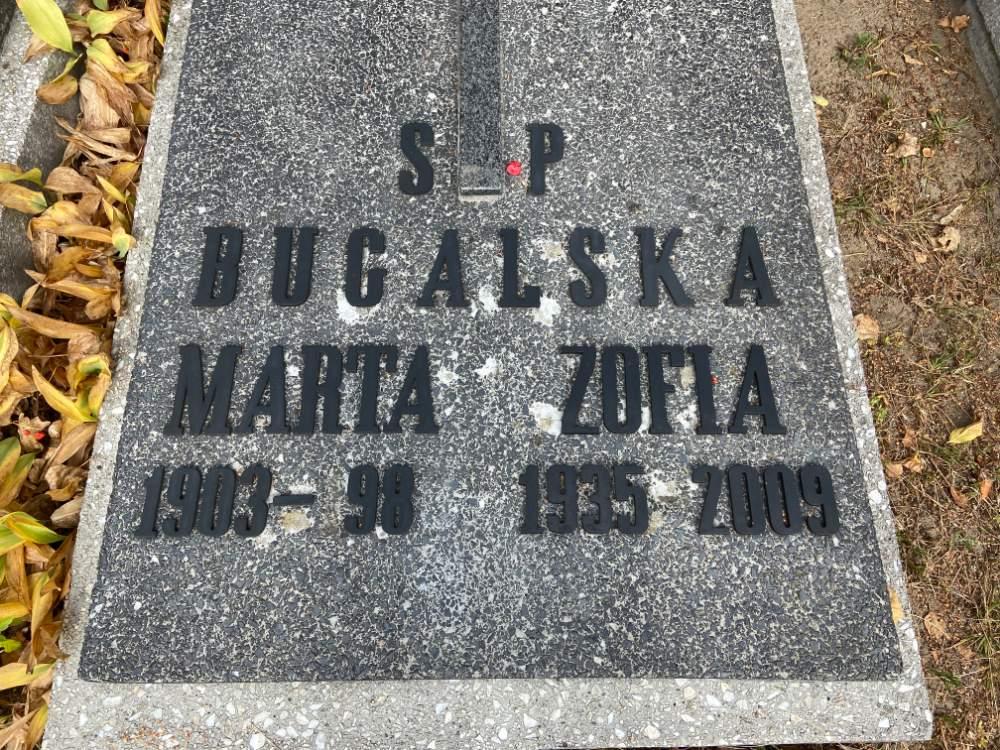 S P
BUGALSKA
MARTA ZOFIA
1903-98 1935 2009